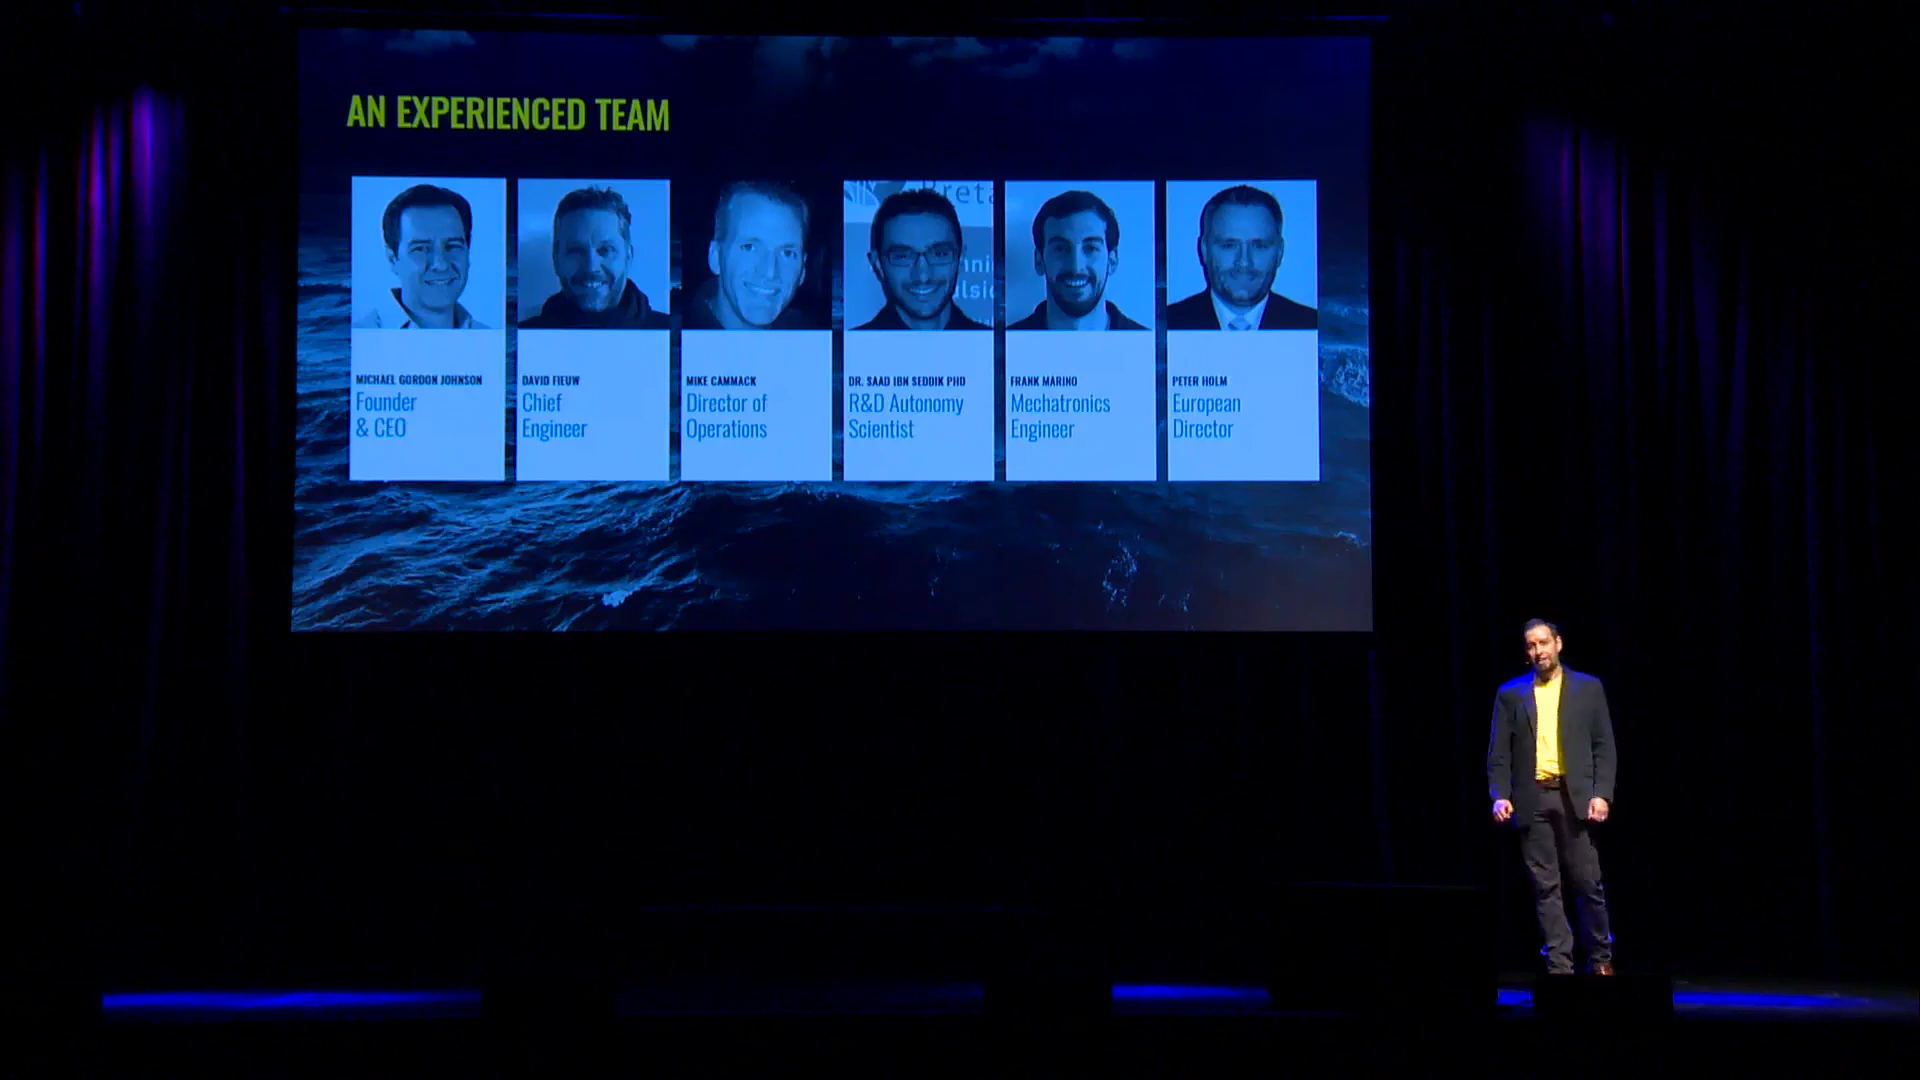 AN EXPERIENCED TEAM
MICHAEL GORDON JOHNSON
Founder
& CEO
DAVID FIEUW
Chief
Engineer
MIKE CAMMACK
Director of
Operations
DR. SAAD IBN SEDDIK PHD
R&D Autonomy
Scientist
FRANK MARINO
Mechatronics
Engineer
PETER HOLM
European
Director